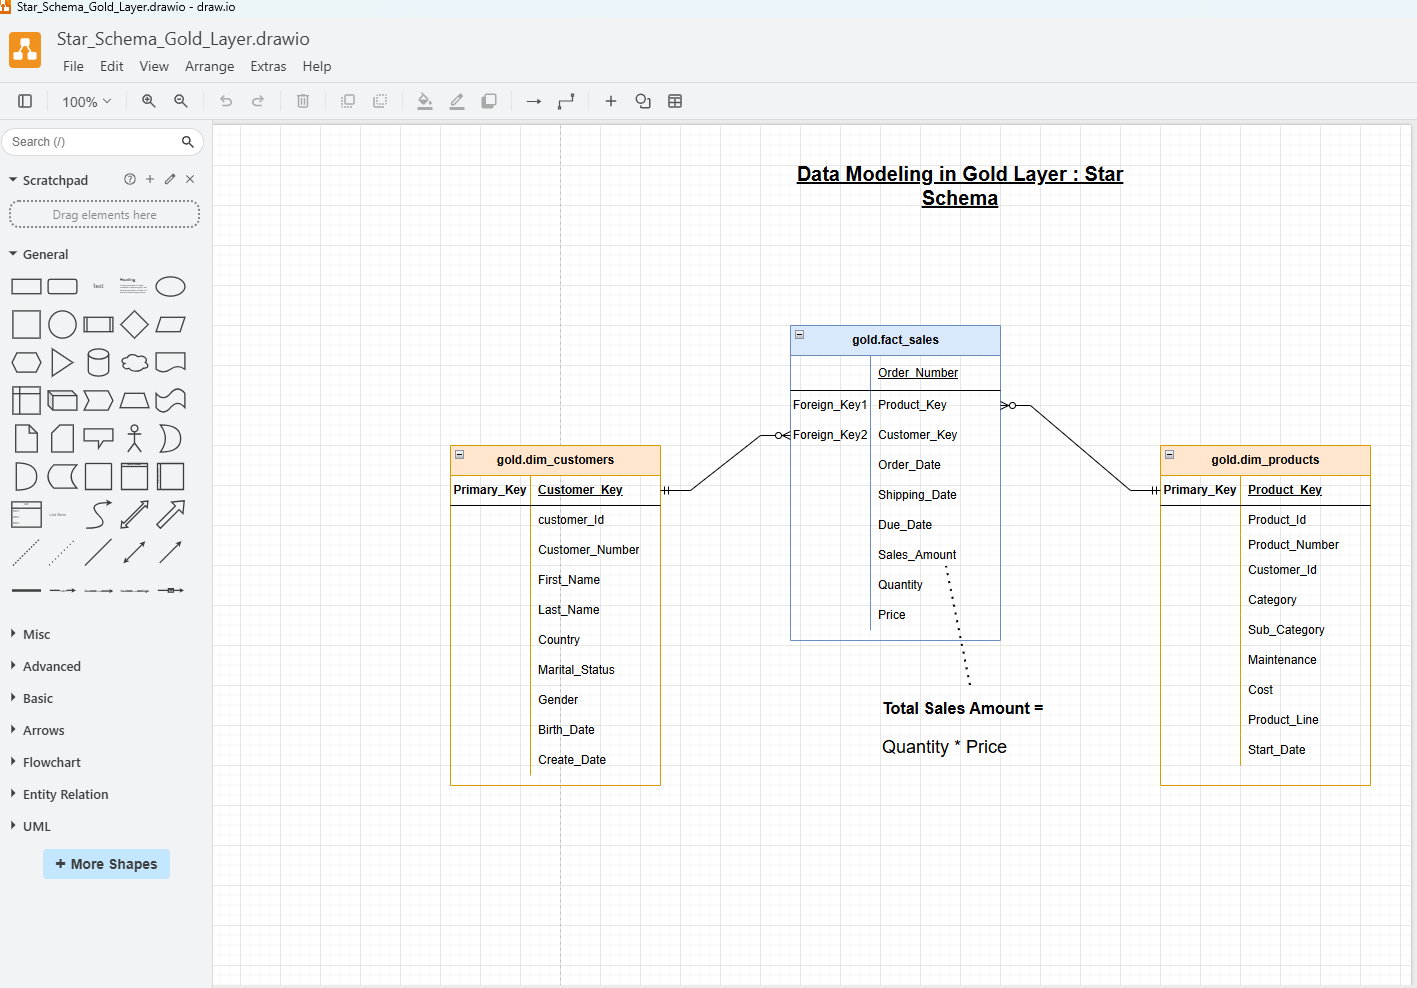 Star_Schema_Gold_Layer.drawio - draw.io
Star_Schema_Gold_Layer.drawio
File Edit View Arrange Extras Help
100%
Search (/)
Scratchpad
Drag elements here
General
Text
Heading
Misc
Advanced
Basic
Arrows
Flowchart
Entity Relation
UML
+ More Shapes
Data Modeling in Gold Layer : Star
Schema
gold.fact_sales
Order_Number
Foreign_Key1 Product_Key
Foreign_Key2 Customer_Key
Order_Date
Shipping_Date
Due_Date
Sales_Amount
Quantity
Price
gold.dim_customers
Primary_Key Customer_Key
customer_Id
Customer_Number
First_Name
Last_Name
Country
Marital_Status
Gender
Birth_Date
Create_Date
gold.dim_products
Primary_Key Product_Key
Product_Id
Product_Number
Customer_Id
Category
Sub_Category
Maintenance
Cost
Product_Line
Start_Date
Total Sales Amount =
Quantity * Price